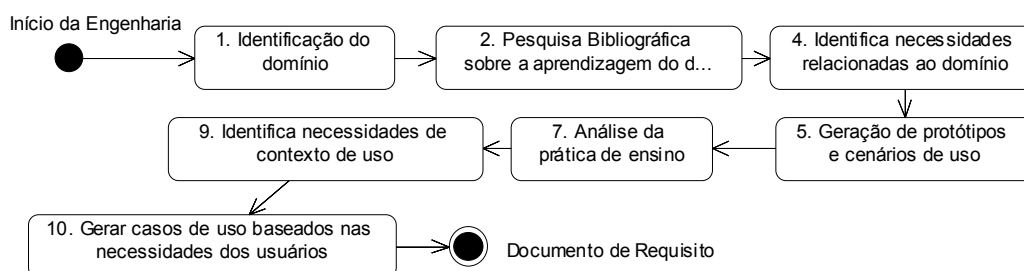 Início da Engenharia
1. Identificação do
domínio
2. Pesquisa Bibliográfica
sobre a aprendizagem do d...
4. Identifica necessidades
relacionadas ao domínio
9. Identifica necessidades de
contexto de uso
7. Análise da
prática de ensino
5. Geração de protótipos
e cenários de uso
10. Gerar casos de uso baseados nas
necessidades dos usuários
Documento de Requisito